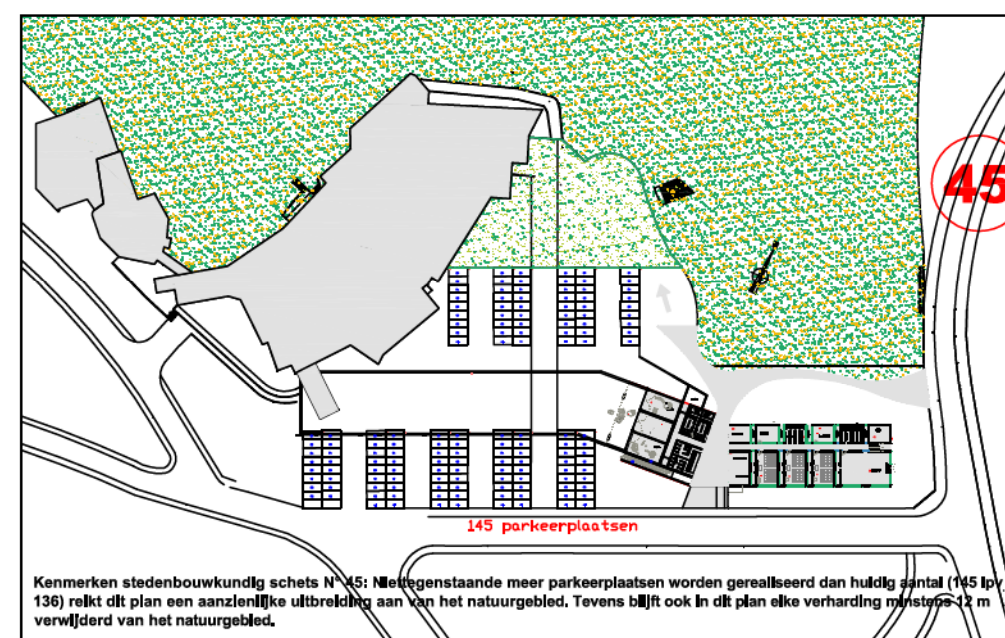 45
145 parkeerplaatsen
Kenmerken stedenbouwkundig schets N° 45: Niettegenstaande meer parkeerplaatsen worden gerealiseerd dan huidig aantal (145 ipv
136) reikt dit plan een aanzienlijke uitbreiding aan van het natuurgebied. Tevens blijft ook in dit plan elke verharding minstens 12 m
verwijderd van het natuurgebied.